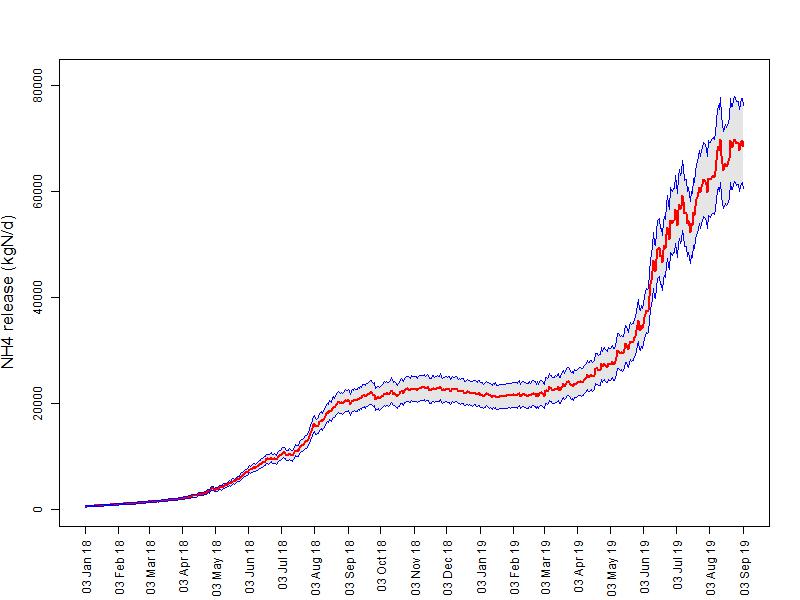 NH4 release (kgN/d)
80000
60000
40000
20000
0
03 Jan 18
03 Feb 18
03 Mar 18
03 Apr 18
03 May 18
03 Jun 18
03 Jul 18
03 Aug 18
03 Sep 18
03 Oct 18
03 Nov 18
03 Dec 18
03 Jan 19
03 Feb 19
03 Mar 19
03 Apr 19
03 May 19
03 Jun 19
03 Jul 19
03 Aug 19
03 Sep 19